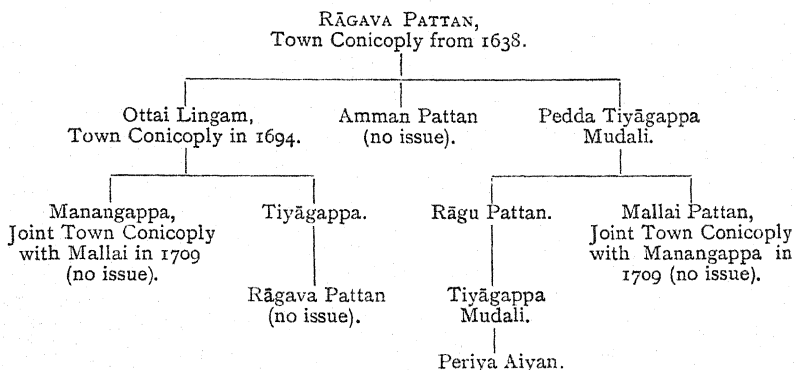 RĀGAVA PATTAN,
Town Conicoply from 1638.
Ottai Lingam,
Town Conicoply in 1694.
Amman Pattan
(no issue).
Pedda Tiyāgappa
Mudali.
Manangappa,
Joint Town Conicoply
with Mallai in 1709
(no issue).
Tiyāgappa.
Rāgu Pattan.
Mallai Pattan,
Joint Town Conicoply
with Manangappa in
1709 (no issue).
Rāgava Pattan
(no issue).
Tiyāgappa
Mudali.
Periya Aiyan.